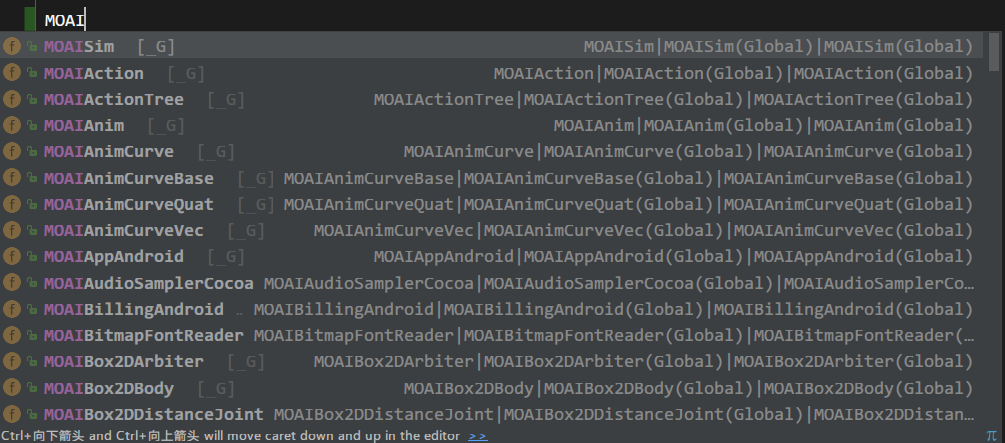 MOAI
MOAISim [_G] MOAISim|MOAISim(Global)|MOAISim(Global)
MOAIAction [_G] MOAIAction|MOAIAction(Global)|MOAIAction(Global)
MOAIActionTree [_G] MOAIActionTree|MOAIActionTree(Global)|MOAIActionTree(Global)
MOAIAnim [_G] MOAIAnim|MOAIAnim(Global)|MOAIAnim(Global)
MOAIAnimCurve [_G] MOAIAnimCurve|MOAIAnimCurve(Global)|MOAIAnimCurve(Global)
MOAIAnimCurveBase [_G] MOAIAnimCurveBase|MOAIAnimCurveBase(Global)|MOAIAnimCurveBase(Global)
MOAIAnimCurveQuat [_G] MOAIAnimCurveQuat|MOAIAnimCurveQuat(Global)|MOAIAnimCurveQuat(Global)
MOAIAnimCurveVec [_G] MOAIAnimCurveVec|MOAIAnimCurveVec(Global)|MOAIAnimCurveVec(Global)
MOAIAppAndroid [_G] MOAIAppAndroid|MOAIAppAndroid(Global)|MOAIAppAndroid(Global)
MOAIAudioSamplerCocoa MOAIAudioSamplerCocoa|MOAIAudioSamplerCocoa(Global)|MOAIAudioSamplerCo…
MOAIBillingAndroid .. MOAIBillingAndroid|MOAIBillingAndroid(Global)|MOAIBillingAndroid(Global)
MOAIBitmapFontReader MOAIBitmapFontReader|MOAIBitmapFontReader(Global)|MOAIBitmapFontReader(…
MOAIBox2DArbiter [_G] MOAIBox2DArbiter|MOAIBox2DArbiter(Global)|MOAIBox2DArbiter(Global)
MOAIBox2DBody [_G] MOAIBox2DBody|MOAIBox2DBody(Global)|MOAIBox2DBody(Global)
MOAIBox2DDistanceJoint MOAIBox2DDistanceJoint|MOAIBox2DDistanceJoint(Global)|MOAIBox2DDistan…
Ctrl+向下箭头 and Ctrl+向上箭头 will move caret down and up in the editor >> π